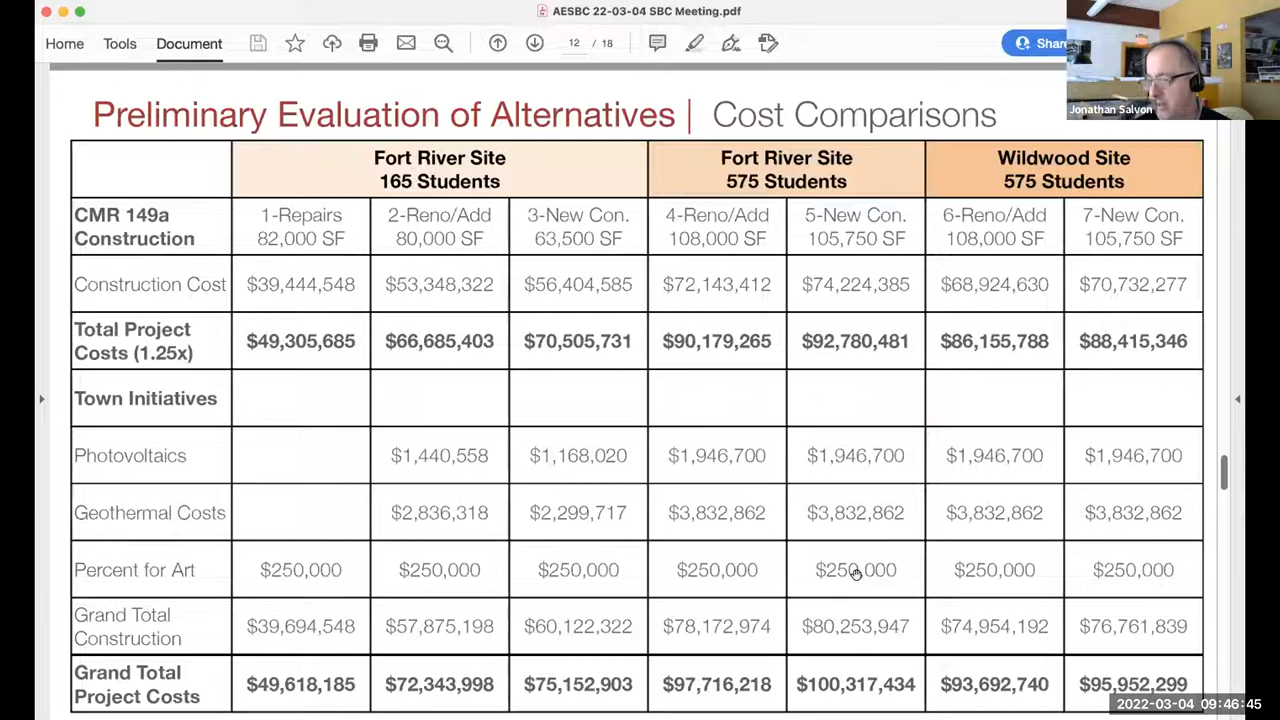 AESBC 22-03-04 SBC Meeting.pdf
Home Tools Document 12 / 18 Share
Jonathan Salvon
Preliminary Evaluation of Alternatives | Cost Comparisons
Fort River Site
165 Students
Fort River Site
575 Students
Wildwood Site
575 Students
CMR 149a
Construction
1-Repairs
82,000 SF
2-Reno/Add
80,000 SF
3-New Con.
63,500 SF
4-Reno/Add
108,000 SF
5-New Con.
105,750 SF
6-Reno/Add
108,000 SF
7-New Con.
105,750 SF
Construction Cost $39,444,548 $53,348,322 $56,404,585 $72,143,412 $74,224,385 $68,924,630 $70,732,277
Total Project
Costs (1.25x)
$49,305,685 $66,685,403 $70,505,731 $90,179,265 $92,780,481 $86,155,788 $88,415,346
Town Initiatives
Photovoltaics $1,440,558 $1,168,020 $1,946,700 $1,946,700 $1,946,700 $1,946,700
Geothermal Costs $2,836,318 $2,299,717 $3,832,862 $3,832,862 $3,832,862 $3,832,862
Percent for Art $250,000 $250,000 $250,000 $250,000 $250,000 $250,000 $250,000
Grand Total
Construction
$39,694,548 $57,875,198 $60,122,322 $78,172,974 $80,253,947 $74,954,192 $76,761,839
Grand Total
Project Costs
$49,618,185 $72,343,998 $75,152,903 $97,716,218 $100,317,434 $93,692,740 $95,952,299
2022-03-04 09:46:45